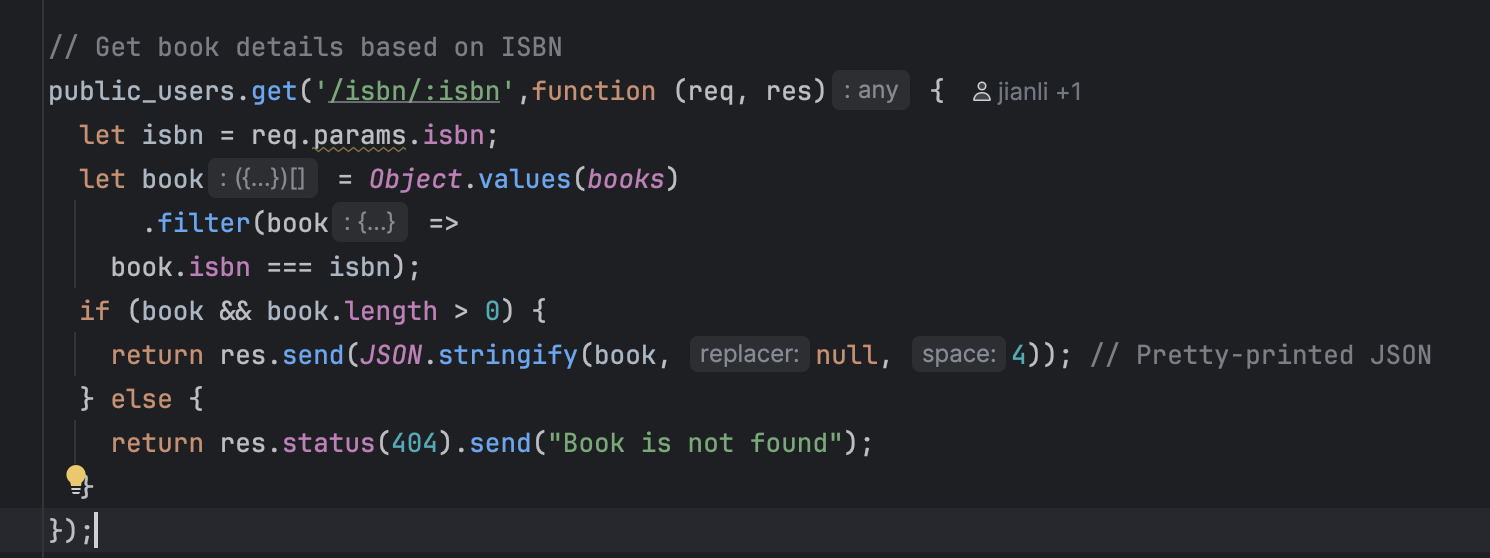 // Get book details based on ISBN
public_users.get('/isbn/:isbn',function (req, res) : any {  jianli +1
  let isbn = req.params.isbn;
  let book : ({...})[] = Object.values(books)
      .filter(book : {...} =>
    book.isbn === isbn);
  if (book && book.length > 0) {
    return res.send(JSON.stringify(book, replacer: null, space: 4)); // Pretty-printed JSON
  } else {
    return res.status(404).send("Book is not found");
  }
});